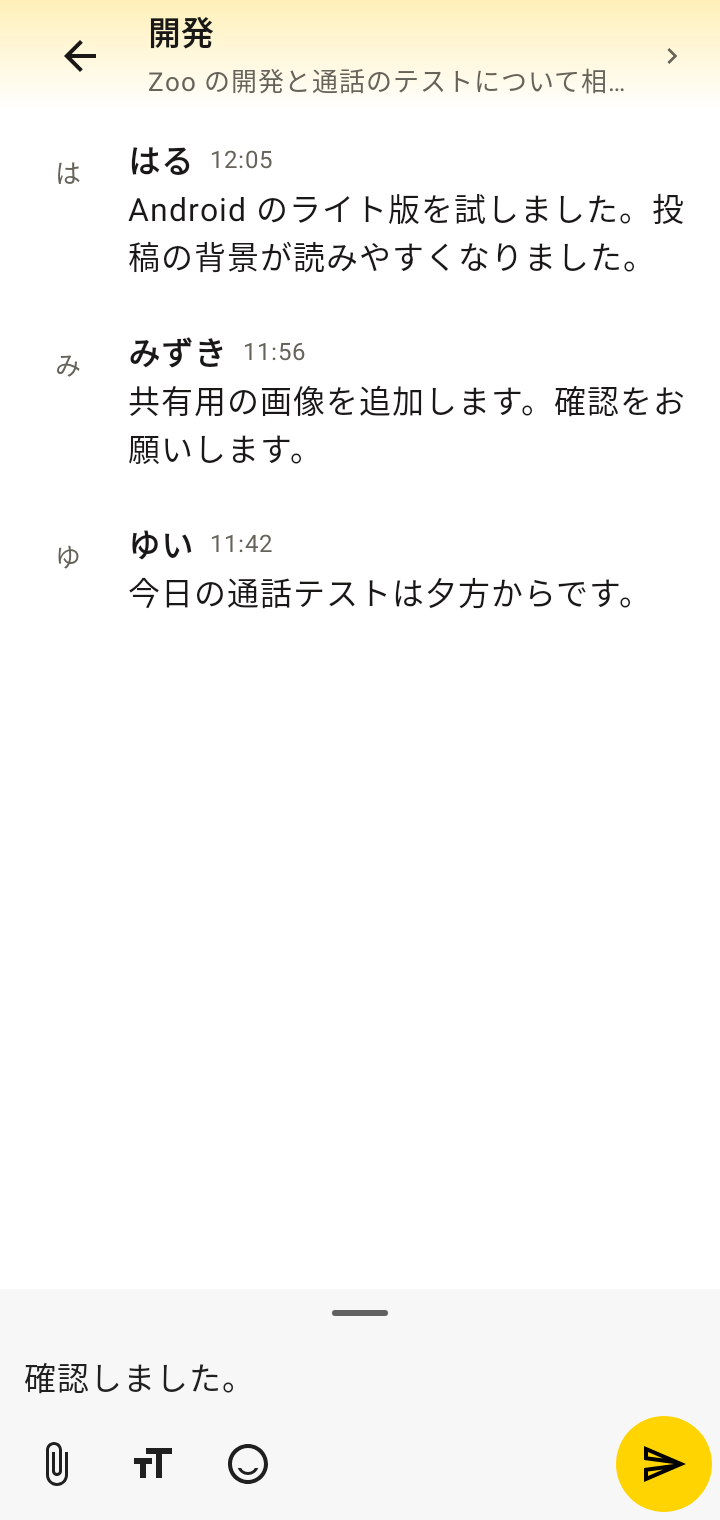 開発
Zoo の開発と通話のテストについて相…
は
はる 12:05
Android のライト版を試しました。投
稿の背景が読みやすくなりました。
み
みずき 11:56
共有用の画像を追加します。確認をお
願いします。
ゆ
ゆい 11:42
今日の通話テストは夕方からです。
確認しました。